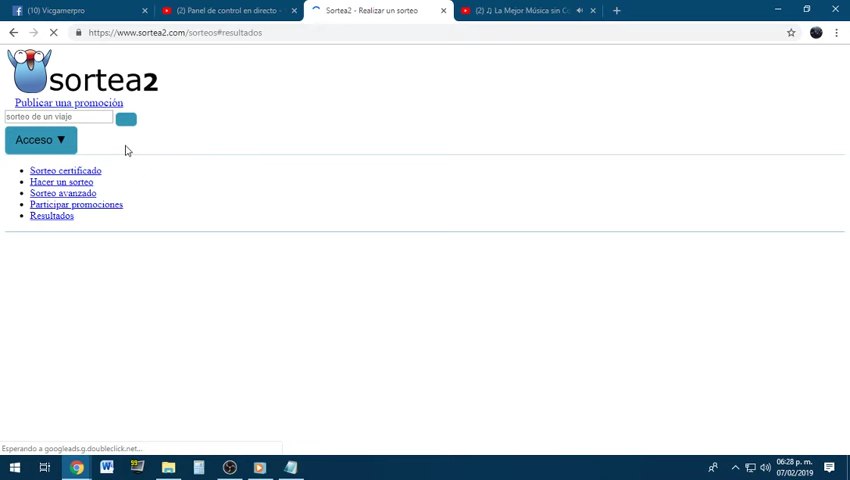 (10) Vicgamerpro
(2) Panel de control en directo -
Sortea2 - Realizar un sorteo
(2) ♫ La Mejor Música sin Co
https://www.sortea2.com/sorteos#resultados
sortea2
Publicar una promoción
sorteo de un viaje
Acceso ▼
Sorteo certificado
Hacer un sorteo
Sorteo avanzado
Participar promociones
Resultados
Esperando a googleads.g.doubleclick.net...
06:28 p. m.
07/02/2019